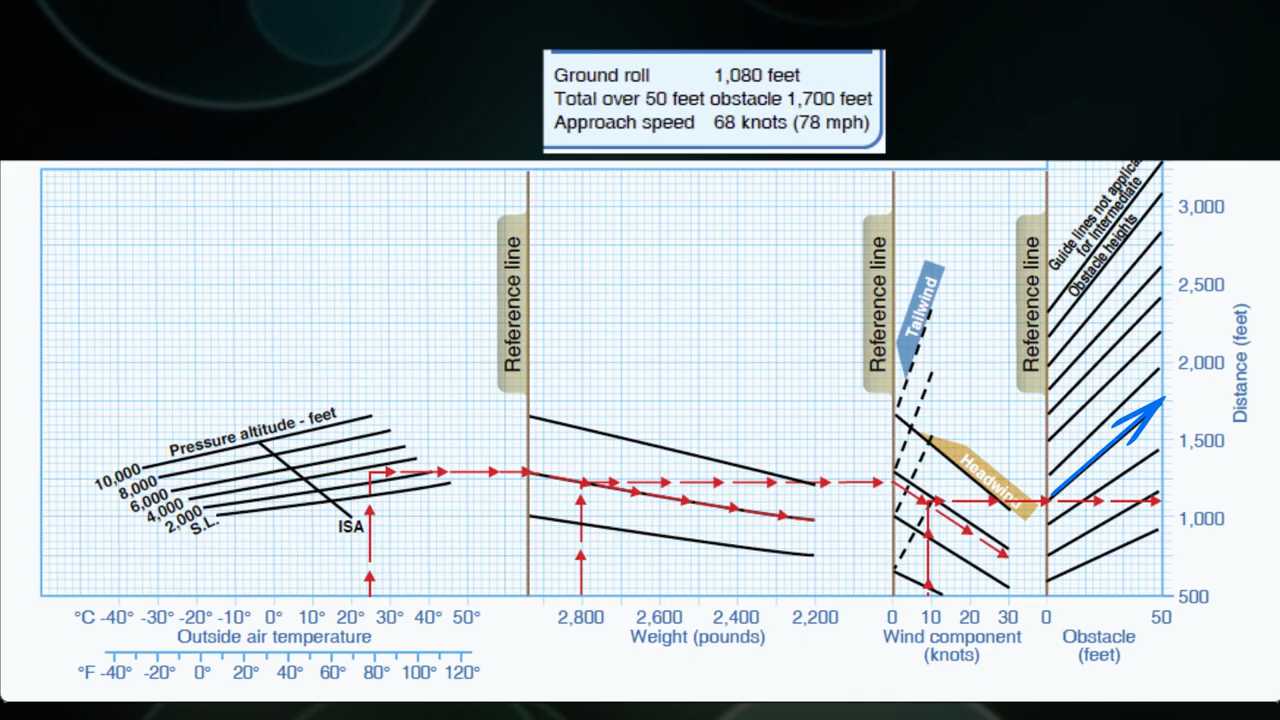 Ground roll 1,080 feet
Total over 50 feet obstacle 1,700 feet
Approach speed 68 knots (78 mph)
Guide lines not applica
for intermediate
Obstacle heights
3,000
2,500
2,000
1,500
1,000
500
Distance (feet)
Reference line
Reference line
Reference line
Tailwind
Headwind
Pressure altitude - feet
10,000
8,000
6,000
4,000
2,000
S.L.
ISA
°C -40° -30° -20° -10° 0° 10° 20° 30° 40° 50°
Outside air temperature
°F -40° -20° 0° 20° 40° 60° 80° 100° 120°
2,800 2,600 2,400 2,200
Weight (pounds)
0 10 20 30
Wind component
(knots)
0 50
Obstacle
(feet)